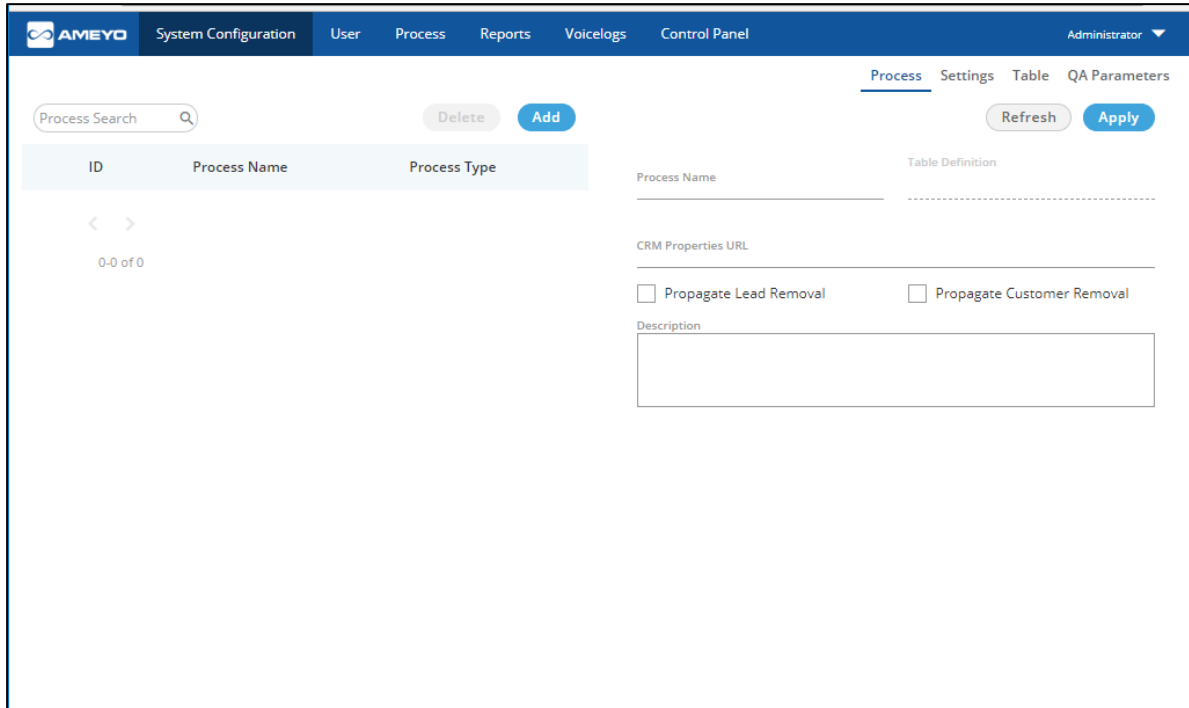 AMEYO System Configuration User Process Reports Voicelogs Control Panel Administrator
Process Settings Table QA Parameters
Process Search Delete Add Refresh Apply
ID Process Name Process Type
Table Definition
Process Name
CRM Properties URL
0-0 of 0
Propagate Lead Removal Propagate Customer Removal
Description